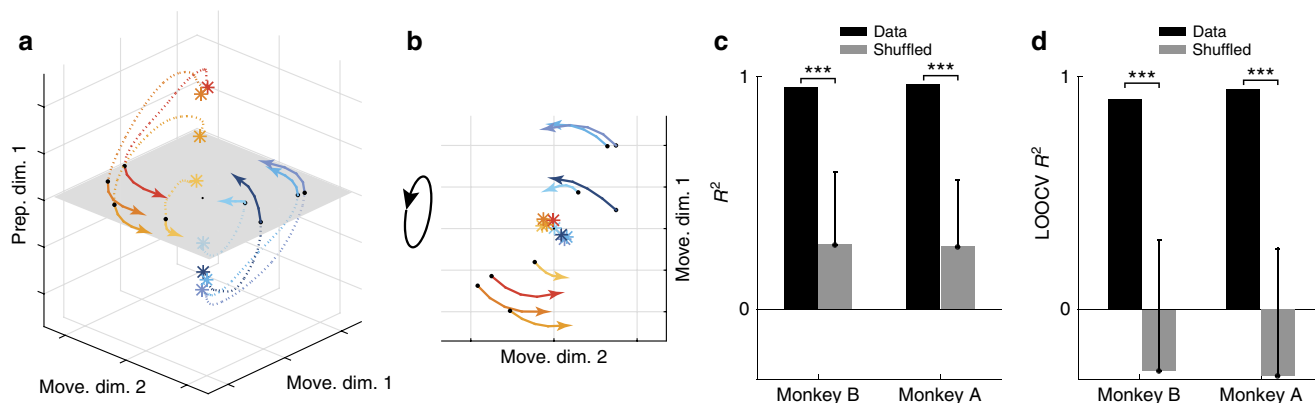 a
Prep. dim. 1
Move. dim. 2
Move. dim. 1
b
Move. dim. 1
Move. dim. 2
c
Data
Shuffled
1
***
***
R²
0
Monkey B
Monkey A
d
Data
Shuffled
1
***
***
LOOCV R²
0
Monkey B
Monkey A